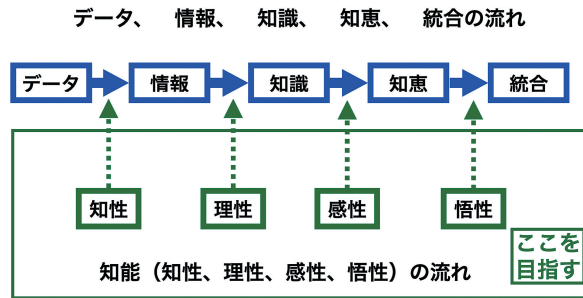 データ、 情報、 知識、 知恵、 統合の流れ
データ 情報 知識 知恵 統合
知性 理性 感性 悟性
ここを
目指す
知能（知性、理性、感性、悟性）の流れ